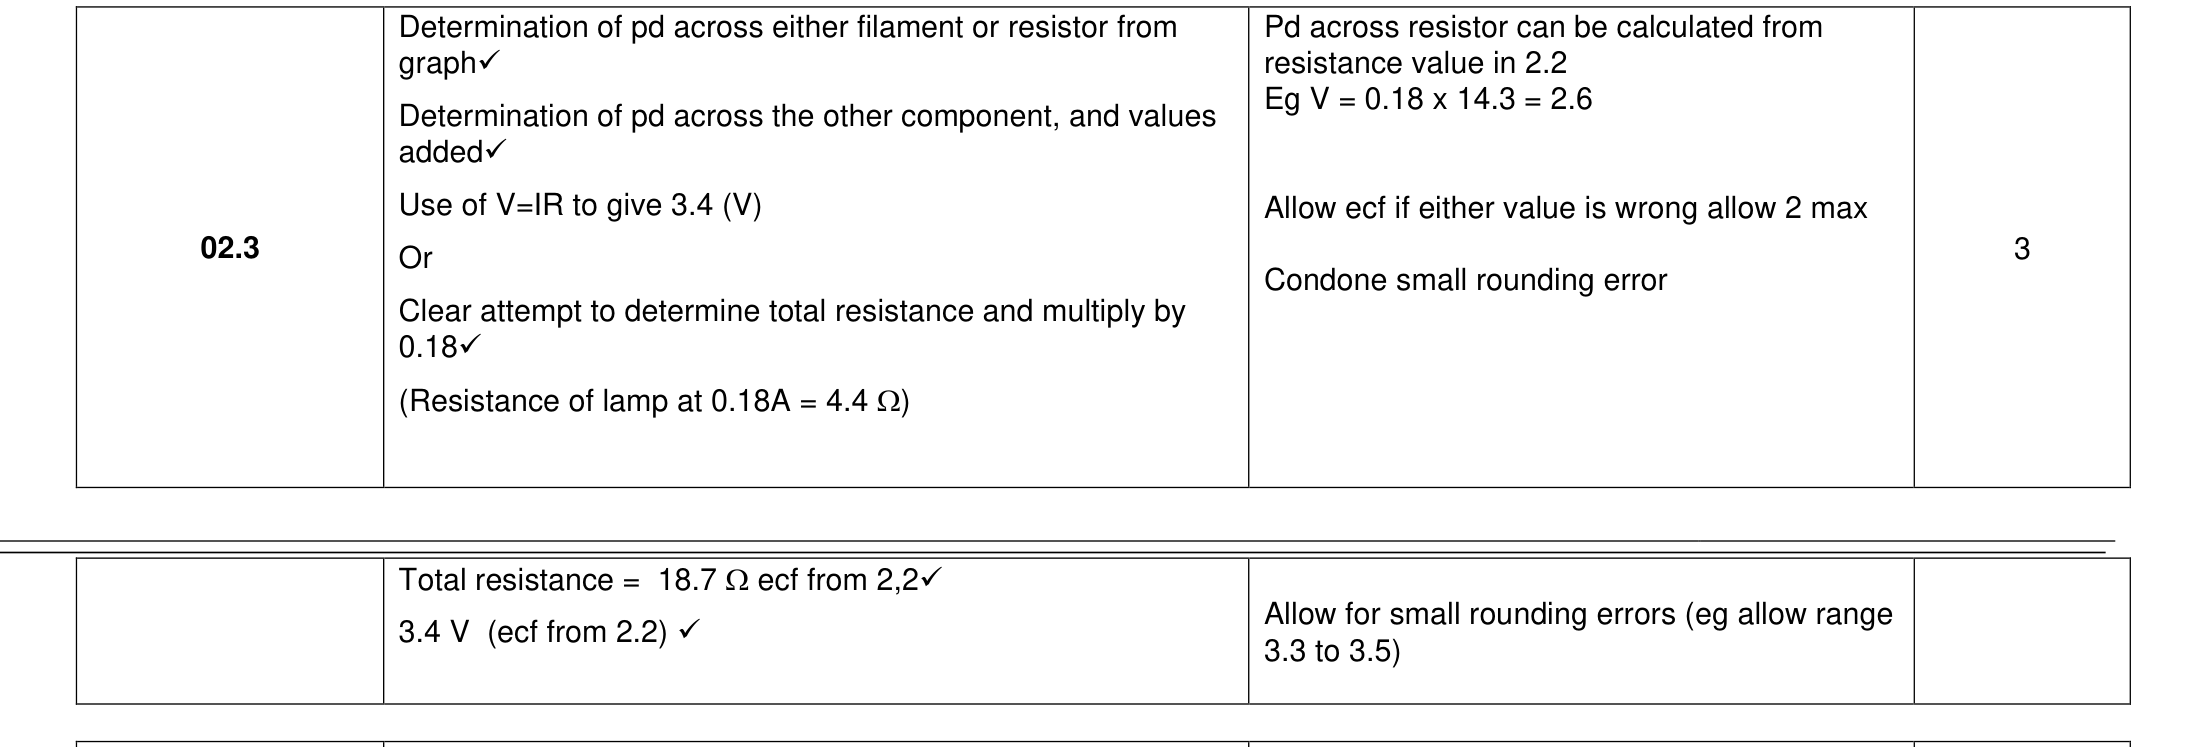 Determination of pd across either filament or resistor from
graph✓
Determination of pd across the other component, and values
added✓
Use of V=IR to give 3.4 (V)
Or
Clear attempt to determine total resistance and multiply by
0.18✓
(Resistance of lamp at 0.18A = 4.4 Ω)
02.3
Pd across resistor can be calculated from
resistance value in 2.2
Eg V = 0.18 x 14.3 = 2.6
Allow ecf if either value is wrong allow 2 max
Condone small rounding error
3
Total resistance =  18.7 Ω ecf from 2,2✓
3.4 V  (ecf from 2.2) ✓
Allow for small rounding errors (eg allow range
3.3 to 3.5)